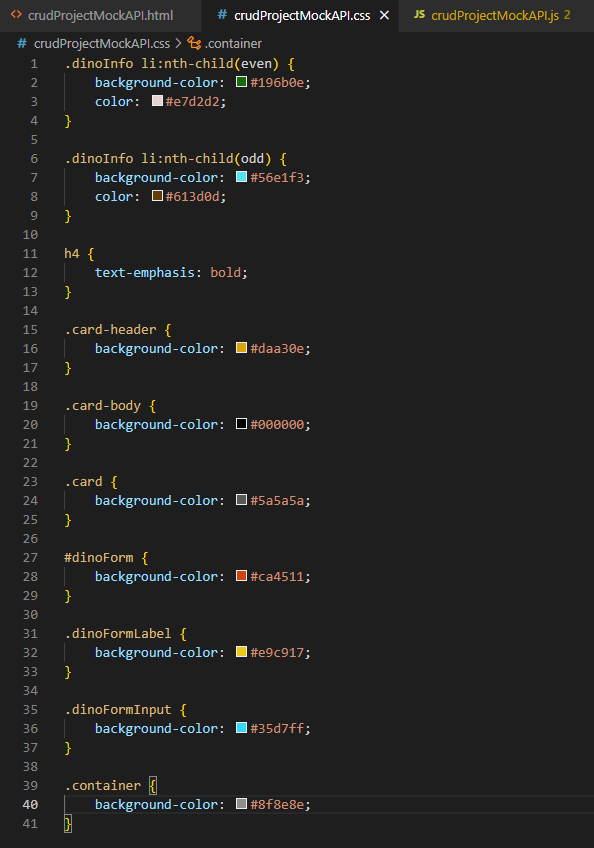 <> crudProjectMockAPI.html # crudProjectMockAPI.css × JS crudProjectMockAPI.js 2
# crudProjectMockAPI.css > .container
1 .dinoInfo li:nth-child(even) {
2     background-color: #196b0e;
3     color: #e7d2d2;
4 }
5
6 .dinoInfo li:nth-child(odd) {
7     background-color: #56e1f3;
8     color: #613d0d;
9 }
10
11 h4 {
12     text-emphasis: bold;
13 }
14
15 .card-header {
16     background-color: #daa30e;
17 }
18
19 .card-body {
20     background-color: #000000;
21 }
22
23 .card {
24     background-color: #5a5a5a;
25 }
26
27 #dinoForm {
28     background-color: #ca4511;
29 }
30
31 .dinoFormLabel {
32     background-color: #e9c917;
33 }
34
35 .dinoFormInput {
36     background-color: #35d7ff;
37 }
38
39 .container {
40     background-color: #8f8e8e;
41 }